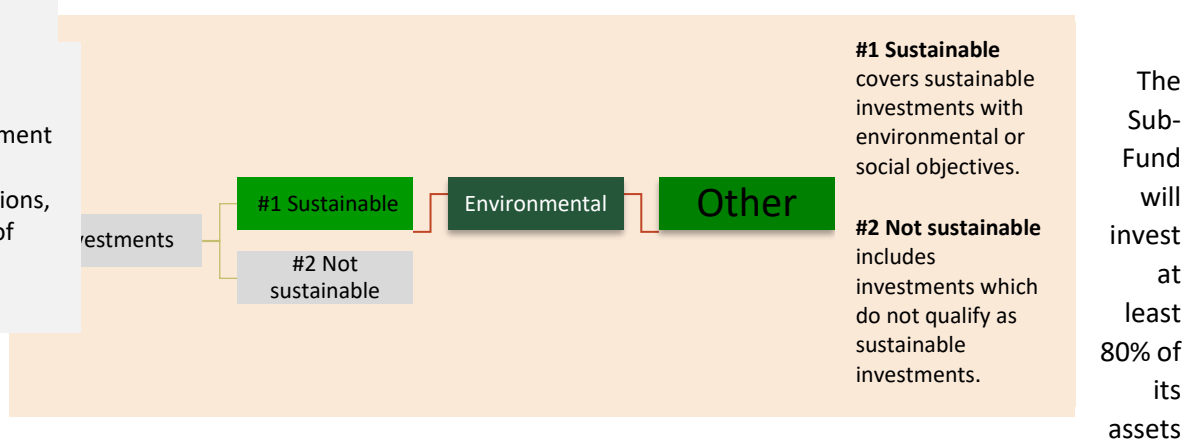 ment
ions,
of
vestments
#1 Sustainable
#2 Not
sustainable
Environmental
Other
#1 Sustainable
covers sustainable
investments with
environmental or
social objectives.
#2 Not sustainable
includes
investments which
do not qualify as
sustainable
investments.
The
Sub-
Fund
will
invest
at
least
80% of
its
assets